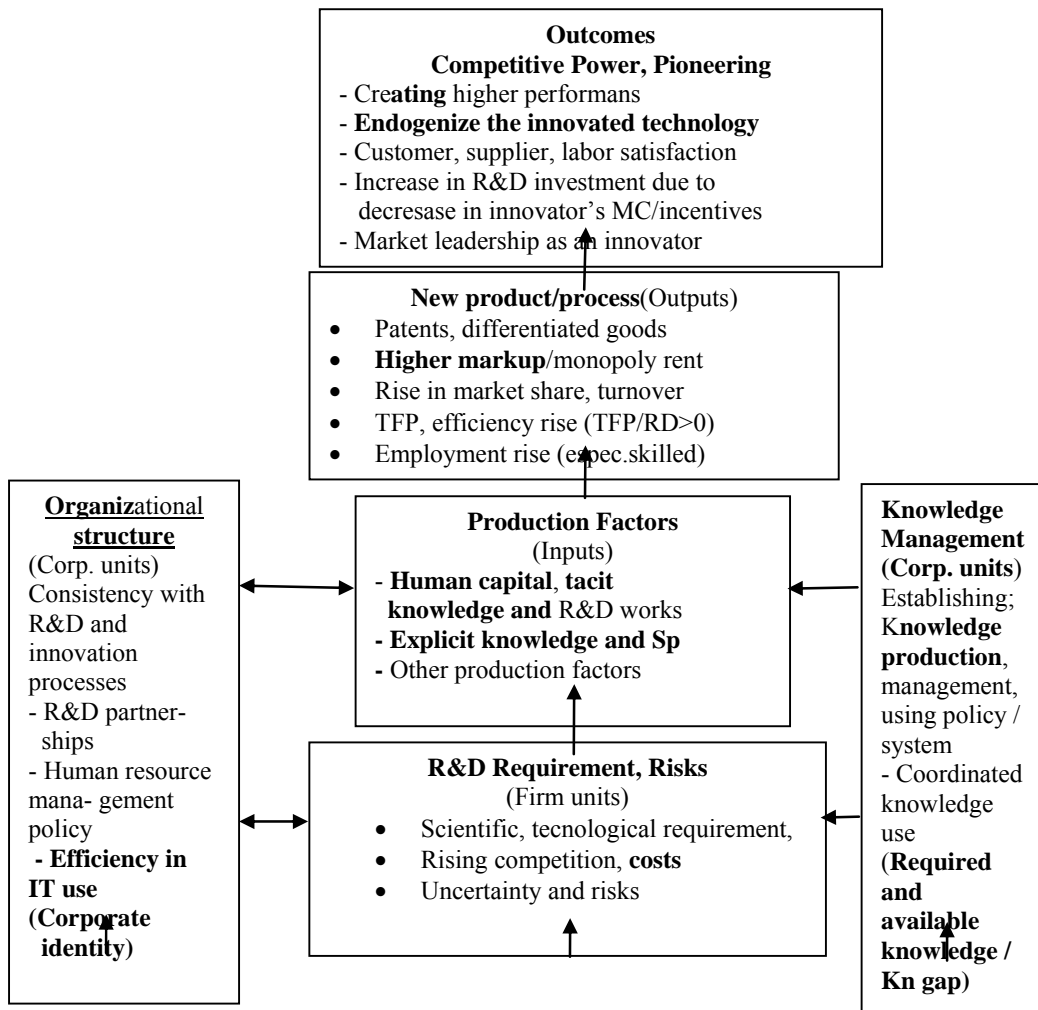 Outcomes
Competitive Power, Pioneering
- Creating higher performans
- Endogenize the innovated technology
- Customer, supplier, labor satisfaction
- Increase in R&D investment due to
decresase in innovator's MC/incentives
- Market leadership as an innovator
New product/process(Outputs)
• Patents, differentiated goods
• Higher markup/monopoly rent
• Rise in market share, turnover
• TFP, efficiency rise (TFP/RD>0)
• Employment rise (espec.skilled)
Organizational
structure
(Corp. units)
Consistency with
R&D and
innovation
processes
- R&D partner-
ships
- Human resource
mana- gement
policy
- Efficiency in
IT use
(Corporate
identity)
Production Factors
(Inputs)
- Human capital, tacit
knowledge and R&D works
- Explicit knowledge and Sp
- Other production factors
R&D Requirement, Risks
(Firm units)
• Scientific, tecnological requirement,
• Rising competition, costs
• Uncertainty and risks
Knowledge
Management
(Corp. units)
Establishing;
Knowledge
production,
management,
using policy /
system
- Coordinated
knowledge
use
(Required
and
available
knowledge /
Kn gap)